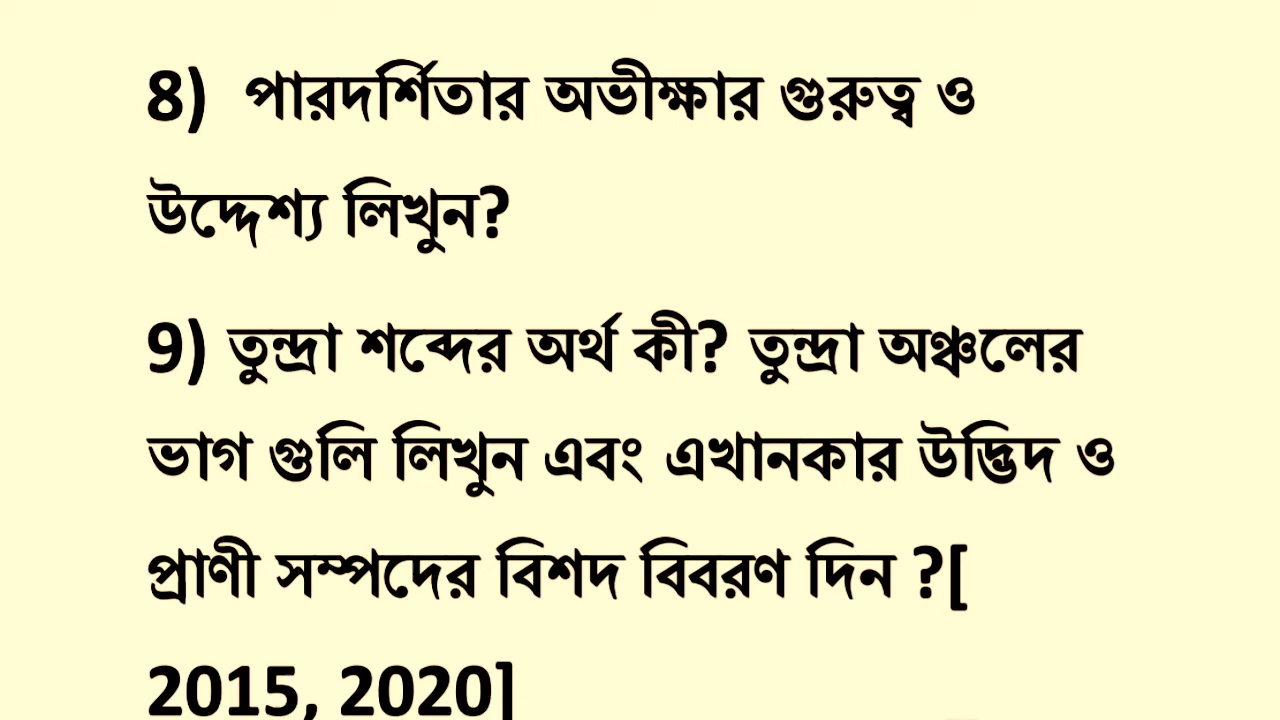 8) পারদর্শিতার অভীক্ষার গুরুত্ব ও
উদ্দেশ্য লিখুন?
9) তুন্দ্রা শব্দের অর্থ কী? তুন্দ্রা অঞ্চলের
ভাগ গুলি লিখুন এবং এখানকার উদ্ভিদ ও
প্রাণী সম্পদের বিশদ বিবরণ দিন ?[
2015, 2020]